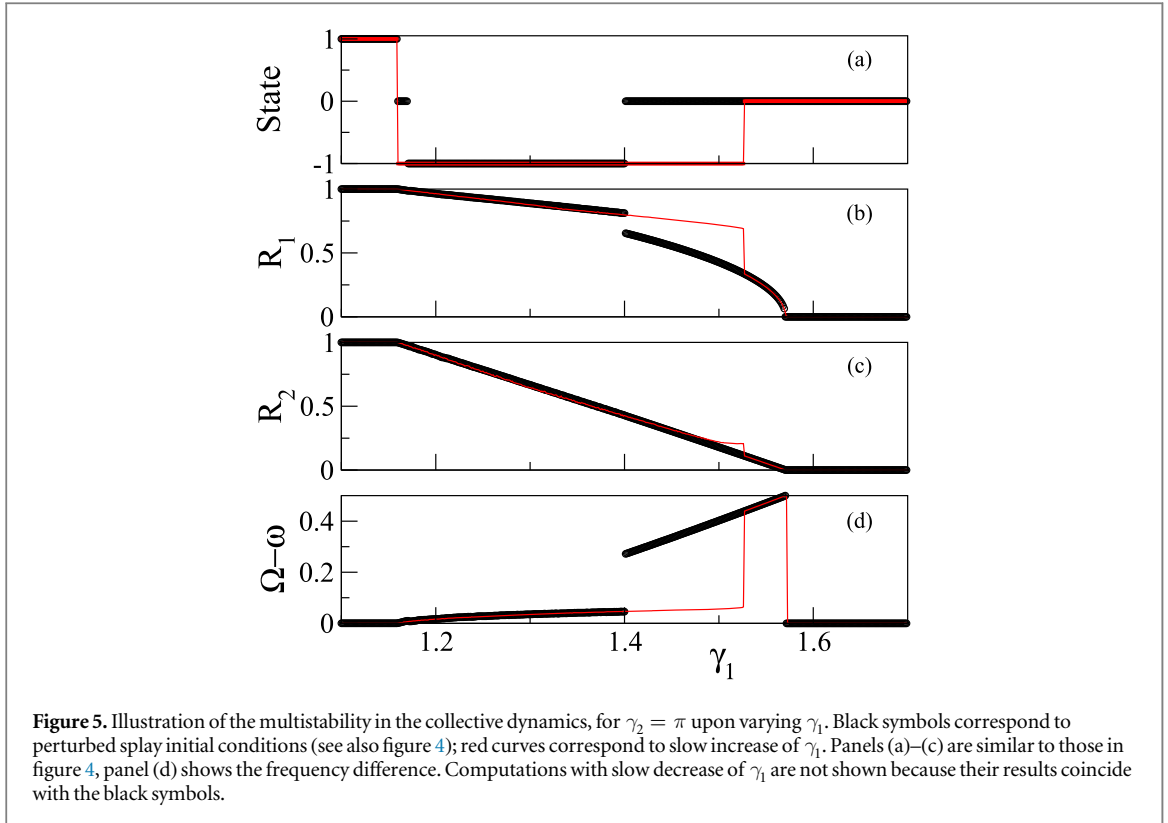 1
0
-1
State
(a)
1
0.5
0
R1
(b)
1
0.5
0
R2
(c)
0.4
0.2
0
Ω−ω
(d)
1.2 1.4 1.6
γ1
Figure 5. Illustration of the multistability in the collective dynamics, for γ2 = π upon varying γ1. Black symbols correspond to
perturbed splay initial conditions (see also figure 4); red curves correspond to slow increase of γ1. Panels (a)–(c) are similar to those in
figure 4, panel (d) shows the frequency difference. Computations with slow decrease of γ1 are not shown because their results coincide
with the black symbols.